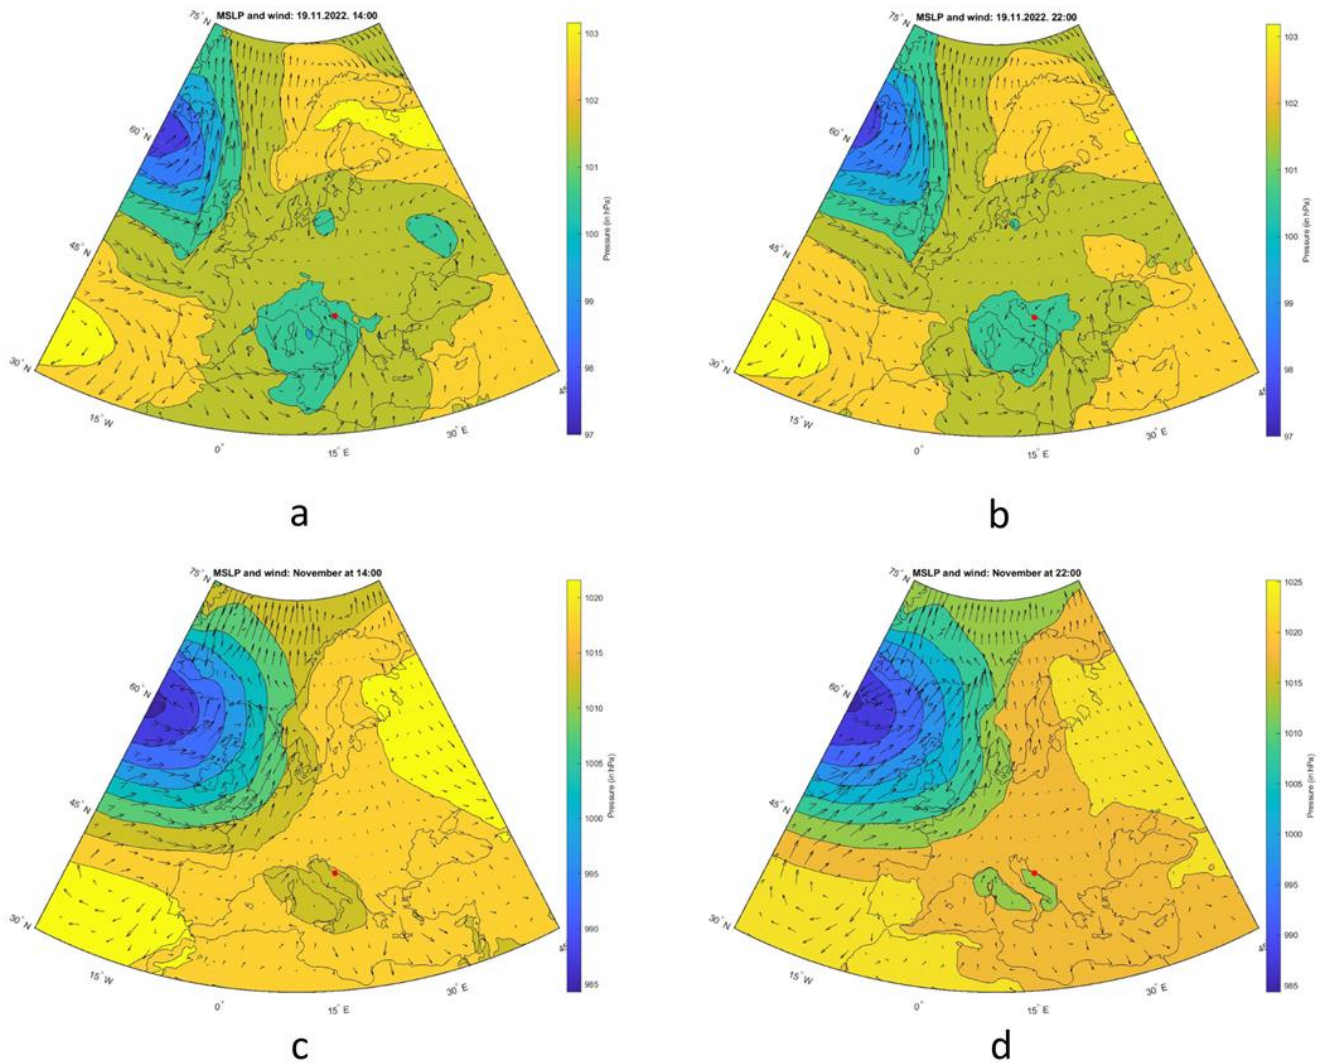 MSLP and wind: 19.11.2022. 14:00
75° N
60° N
45° N
30° N
15° W
0°
15° E
30° E
103
102
101
100
99
98
97
Pressure (in hPa)
a
MSLP and wind: 19.11.2022. 22:00
75° N
60° N
45° N
30° N
15° W
0°
15° E
30° E
103
102
101
100
99
98
97
Pressure (in hPa)
b
MSLP and wind: November at 14:00
75° N
60° N
45° N
30° N
15° W
0°
15° E
30° E
1020
1015
1010
1005
1000
995
990
985
Pressure (in hPa)
c
MSLP and wind: November at 22:00
75° N
60° N
45° N
30° N
15° W
0°
15° E
30° E
1025
1020
1015
1010
1005
1000
995
990
985
Pressure (in hPa)
d